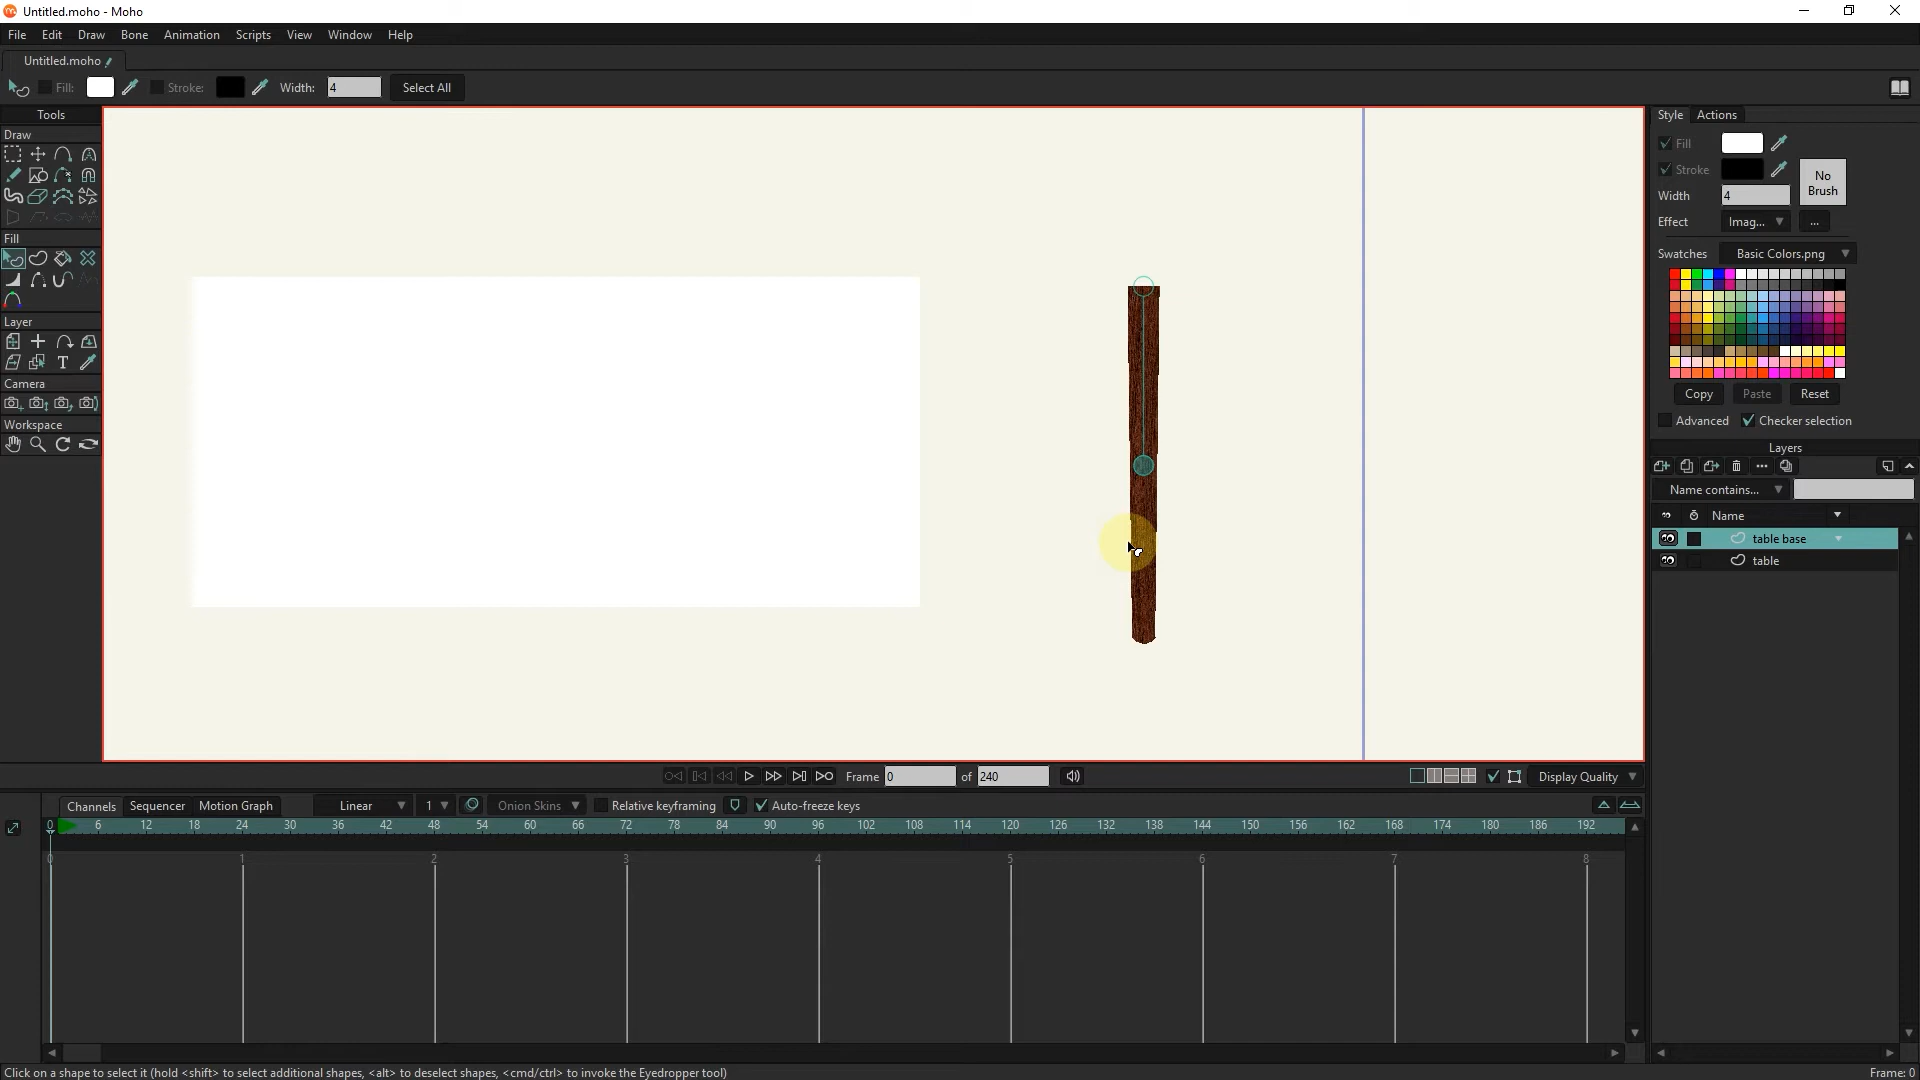 Untitled.moho - Moho
File Edit Draw Bone Animation Scripts View Window Help
Untitled.moho
Fill: Stroke: Width: 4 Select All
Tools
Draw
Fill
Layer
Camera
Workspace
Style Actions
Fill
Stroke
No Brush
Width 4
Effect Imag... ...
Swatches Basic Colors.png
Copy Paste Reset
Advanced Checker selection
Layers
Name contains...
Name
table base
table
Frame 0 of 240 Display Quality
Channels Sequencer Motion Graph Linear 1 Onion Skins Relative keyframing Auto-freeze keys
0 6 12 18 24 30 36 42 48 54 60 66 72 78 84 90 96 102 108 114 120 126 132 138 144 150 156 162 168 174 180 186 192
0 1 2 3 4 5 6 7 8
Click on a shape to select it (hold <shift> to select additional shapes, <alt> to deselect shapes, <cmd/ctrl> to invoke the Eyedropper tool) Frame: 0